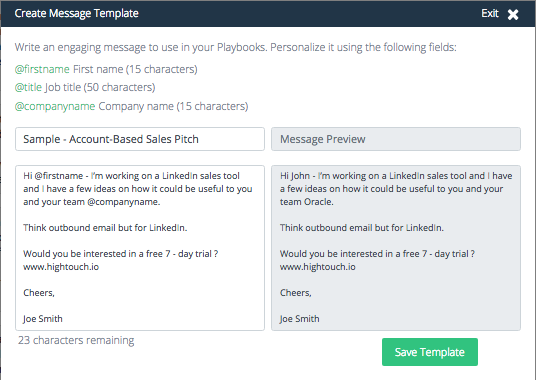 Create Message Template
Exit
Write an engaging message to use in your Playbooks. Personalize it using the following fields:
@firstname First name (15 characters)
@title Job title (50 characters)
@companyname Company name (15 characters)
Sample - Account-Based Sales Pitch
Message Preview
Hi @firstname - I'm working on a LinkedIn sales tool
and I have a few ideas on how it could be useful to you
and your team @companyname.
Think outbound email but for LinkedIn.
Would you be interested in a free 7 - day trial ?
www.hightouch.io
Cheers,
Joe Smith
Hi John - I'm working on a LinkedIn sales tool and I have
a few ideas on how it could be useful to you and your
team Oracle.
Think outbound email but for LinkedIn.
Would you be interested in a free 7 - day trial ?
www.hightouch.io
Cheers,
Joe Smith
23 characters remaining
Save Template